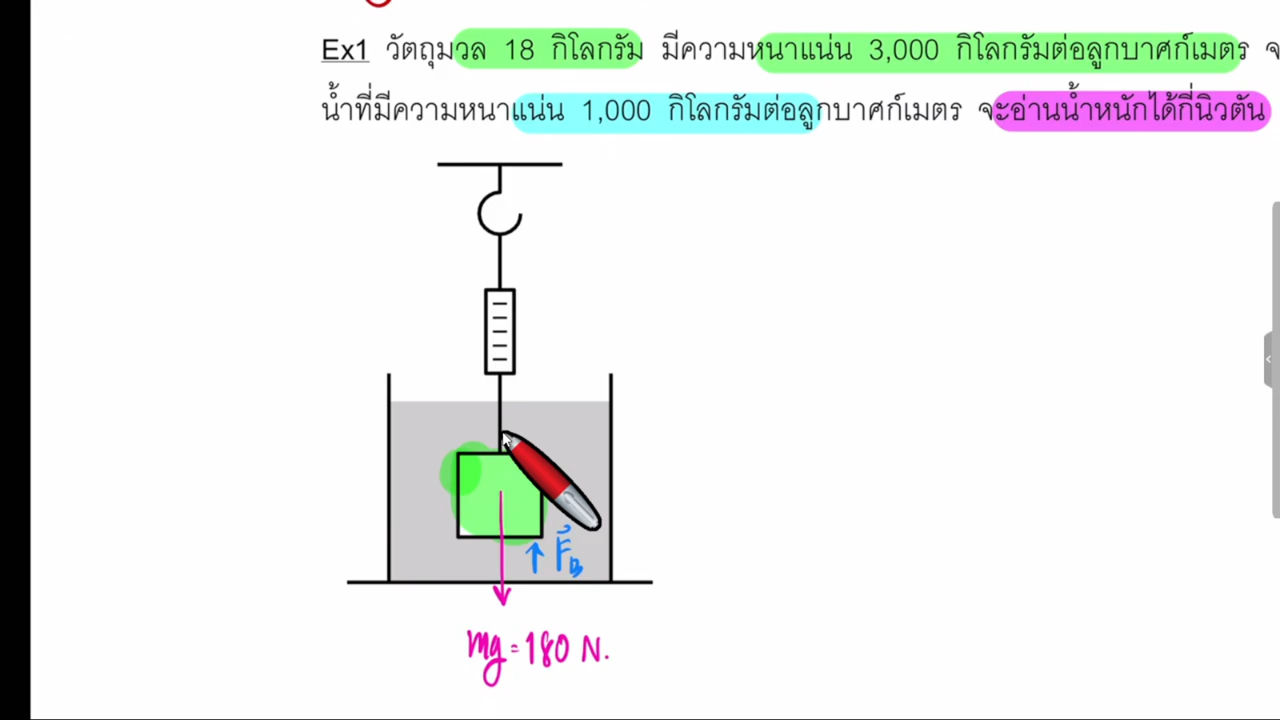 Ex1 วัตถุมวล 18 กิโลกรัม มีความหนาแน่น 3,000 กิโลกรัมต่อลูกบาศก์เมตร จ
น้ำที่มีความหนาแน่น 1,000 กิโลกรัมต่อลูกบาศก์เมตร จะอ่านน้ำหนักได้กี่นิวตัน
F⃗B
mg = 180 N.